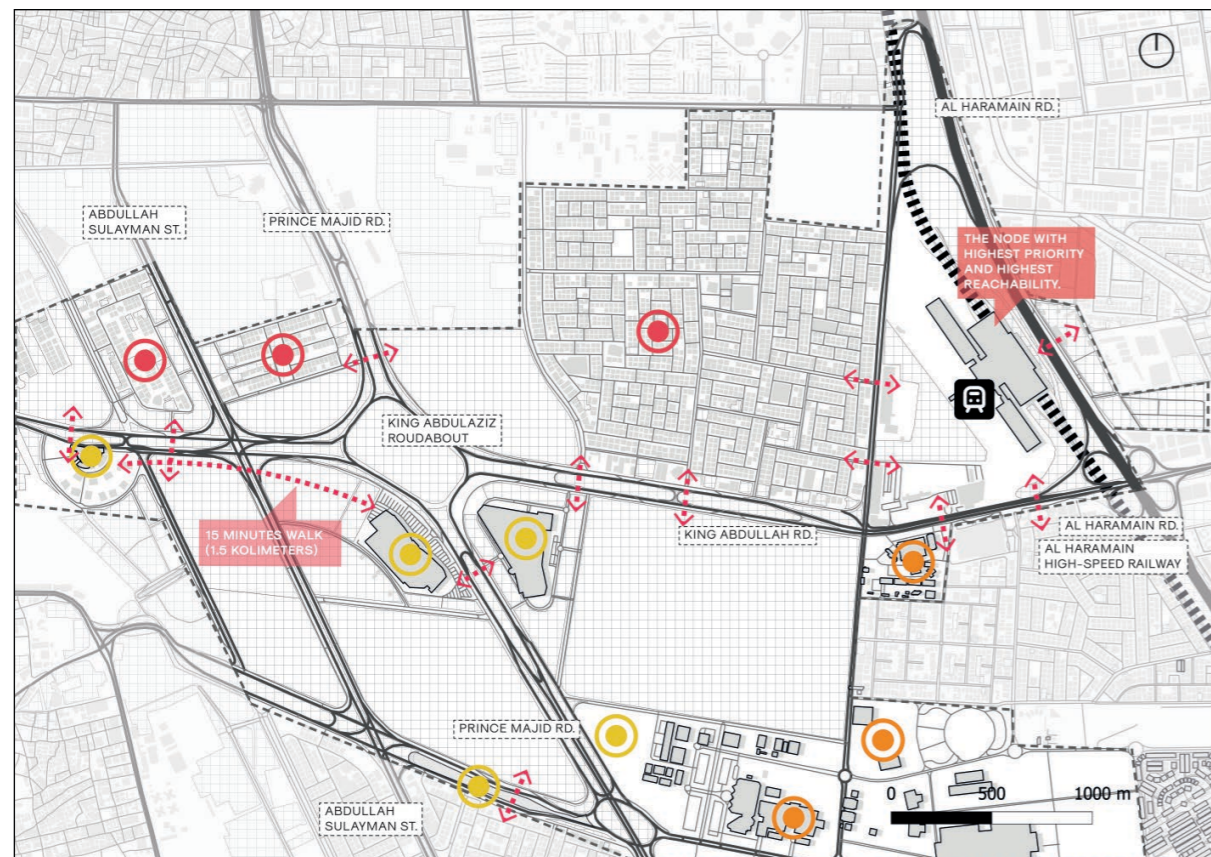 AL HARAMAIN RD.
ABDULLAH
SULAYMAN ST.
PRINCE MAJID RD.
THE NODE WITH
HIGHEST PRIORITY
AND HIGHEST
REACHABILITY.
KING ABDULAZIZ
ROUDABOUT
15 MINUTES WALK
(1.5 KOLIMETERS)
KING ABDULLAH RD.
AL HARAMAIN RD.
AL HARAMAIN
HIGH-SPEED RAILWAY
PRINCE MAJID RD.
ABDULLAH
SULAYMAN ST.
0 500 1000 m